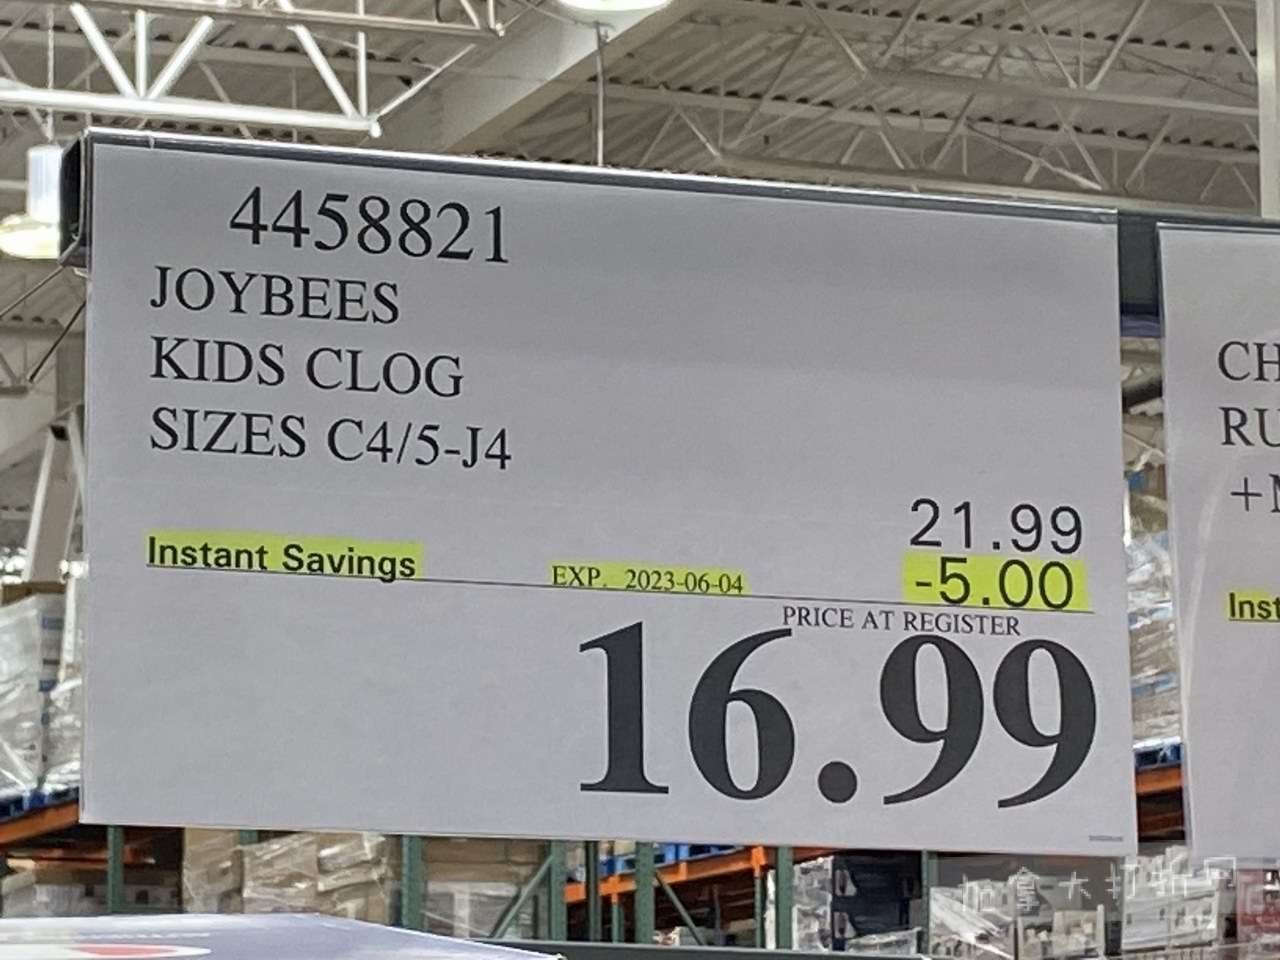 4458821
JOYBEES
KIDS CLOG
SIZES C4/5-J4
21.99
Instant Savings EXP. 2023-06-04 -5.00
PRICE AT REGISTER
16.99
CH
RU
+
Inst
加拿大打折网